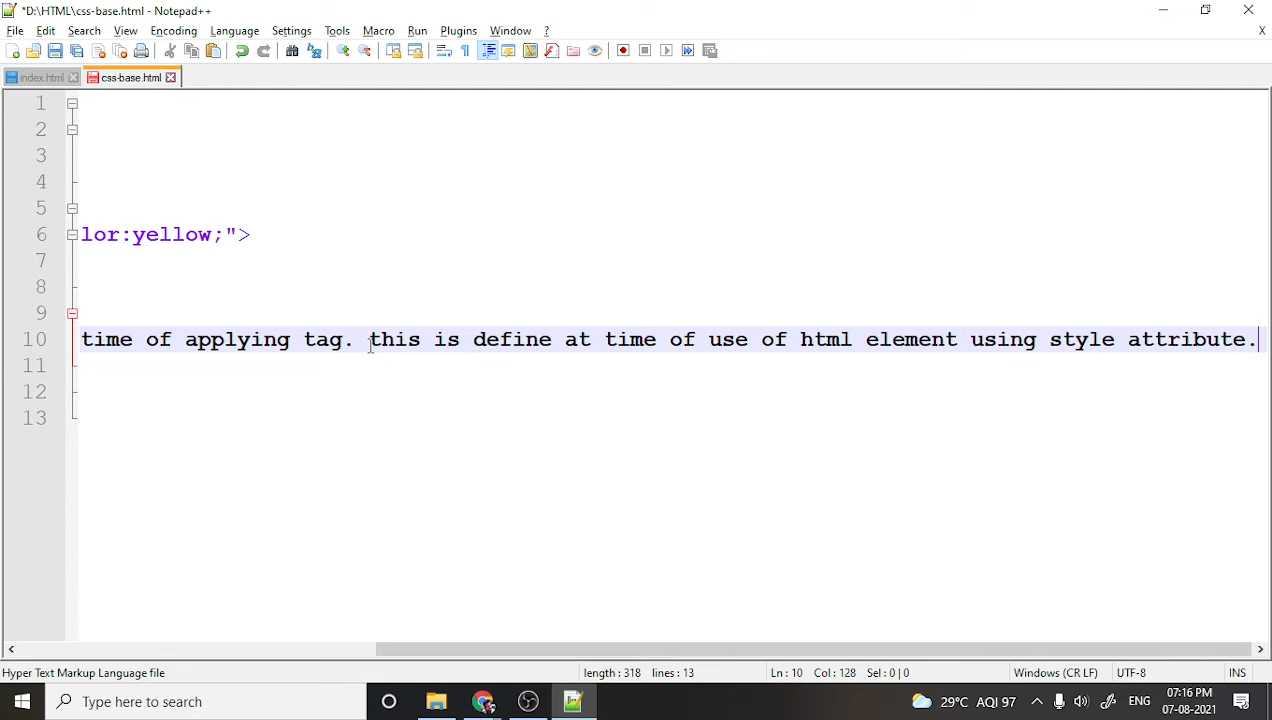 *D:\HTML\css-base.html - Notepad++
File Edit Search View Encoding Language Settings Tools Macro Run Plugins Window ? X
index.html css-base.html
1
2
3
4
5
6 lor:yellow;">
7
8
9
10 time of applying tag. this is define at time of use of html element using style attribute.
11
12
13
Hyper Text Markup Language file length : 318 lines : 13 Ln : 10 Col : 128 Sel : 0 | 0 Windows (CR LF) UTF-8 INS
Type here to search 29°C AQI 97 ENG 07:16 PM
07-08-2021